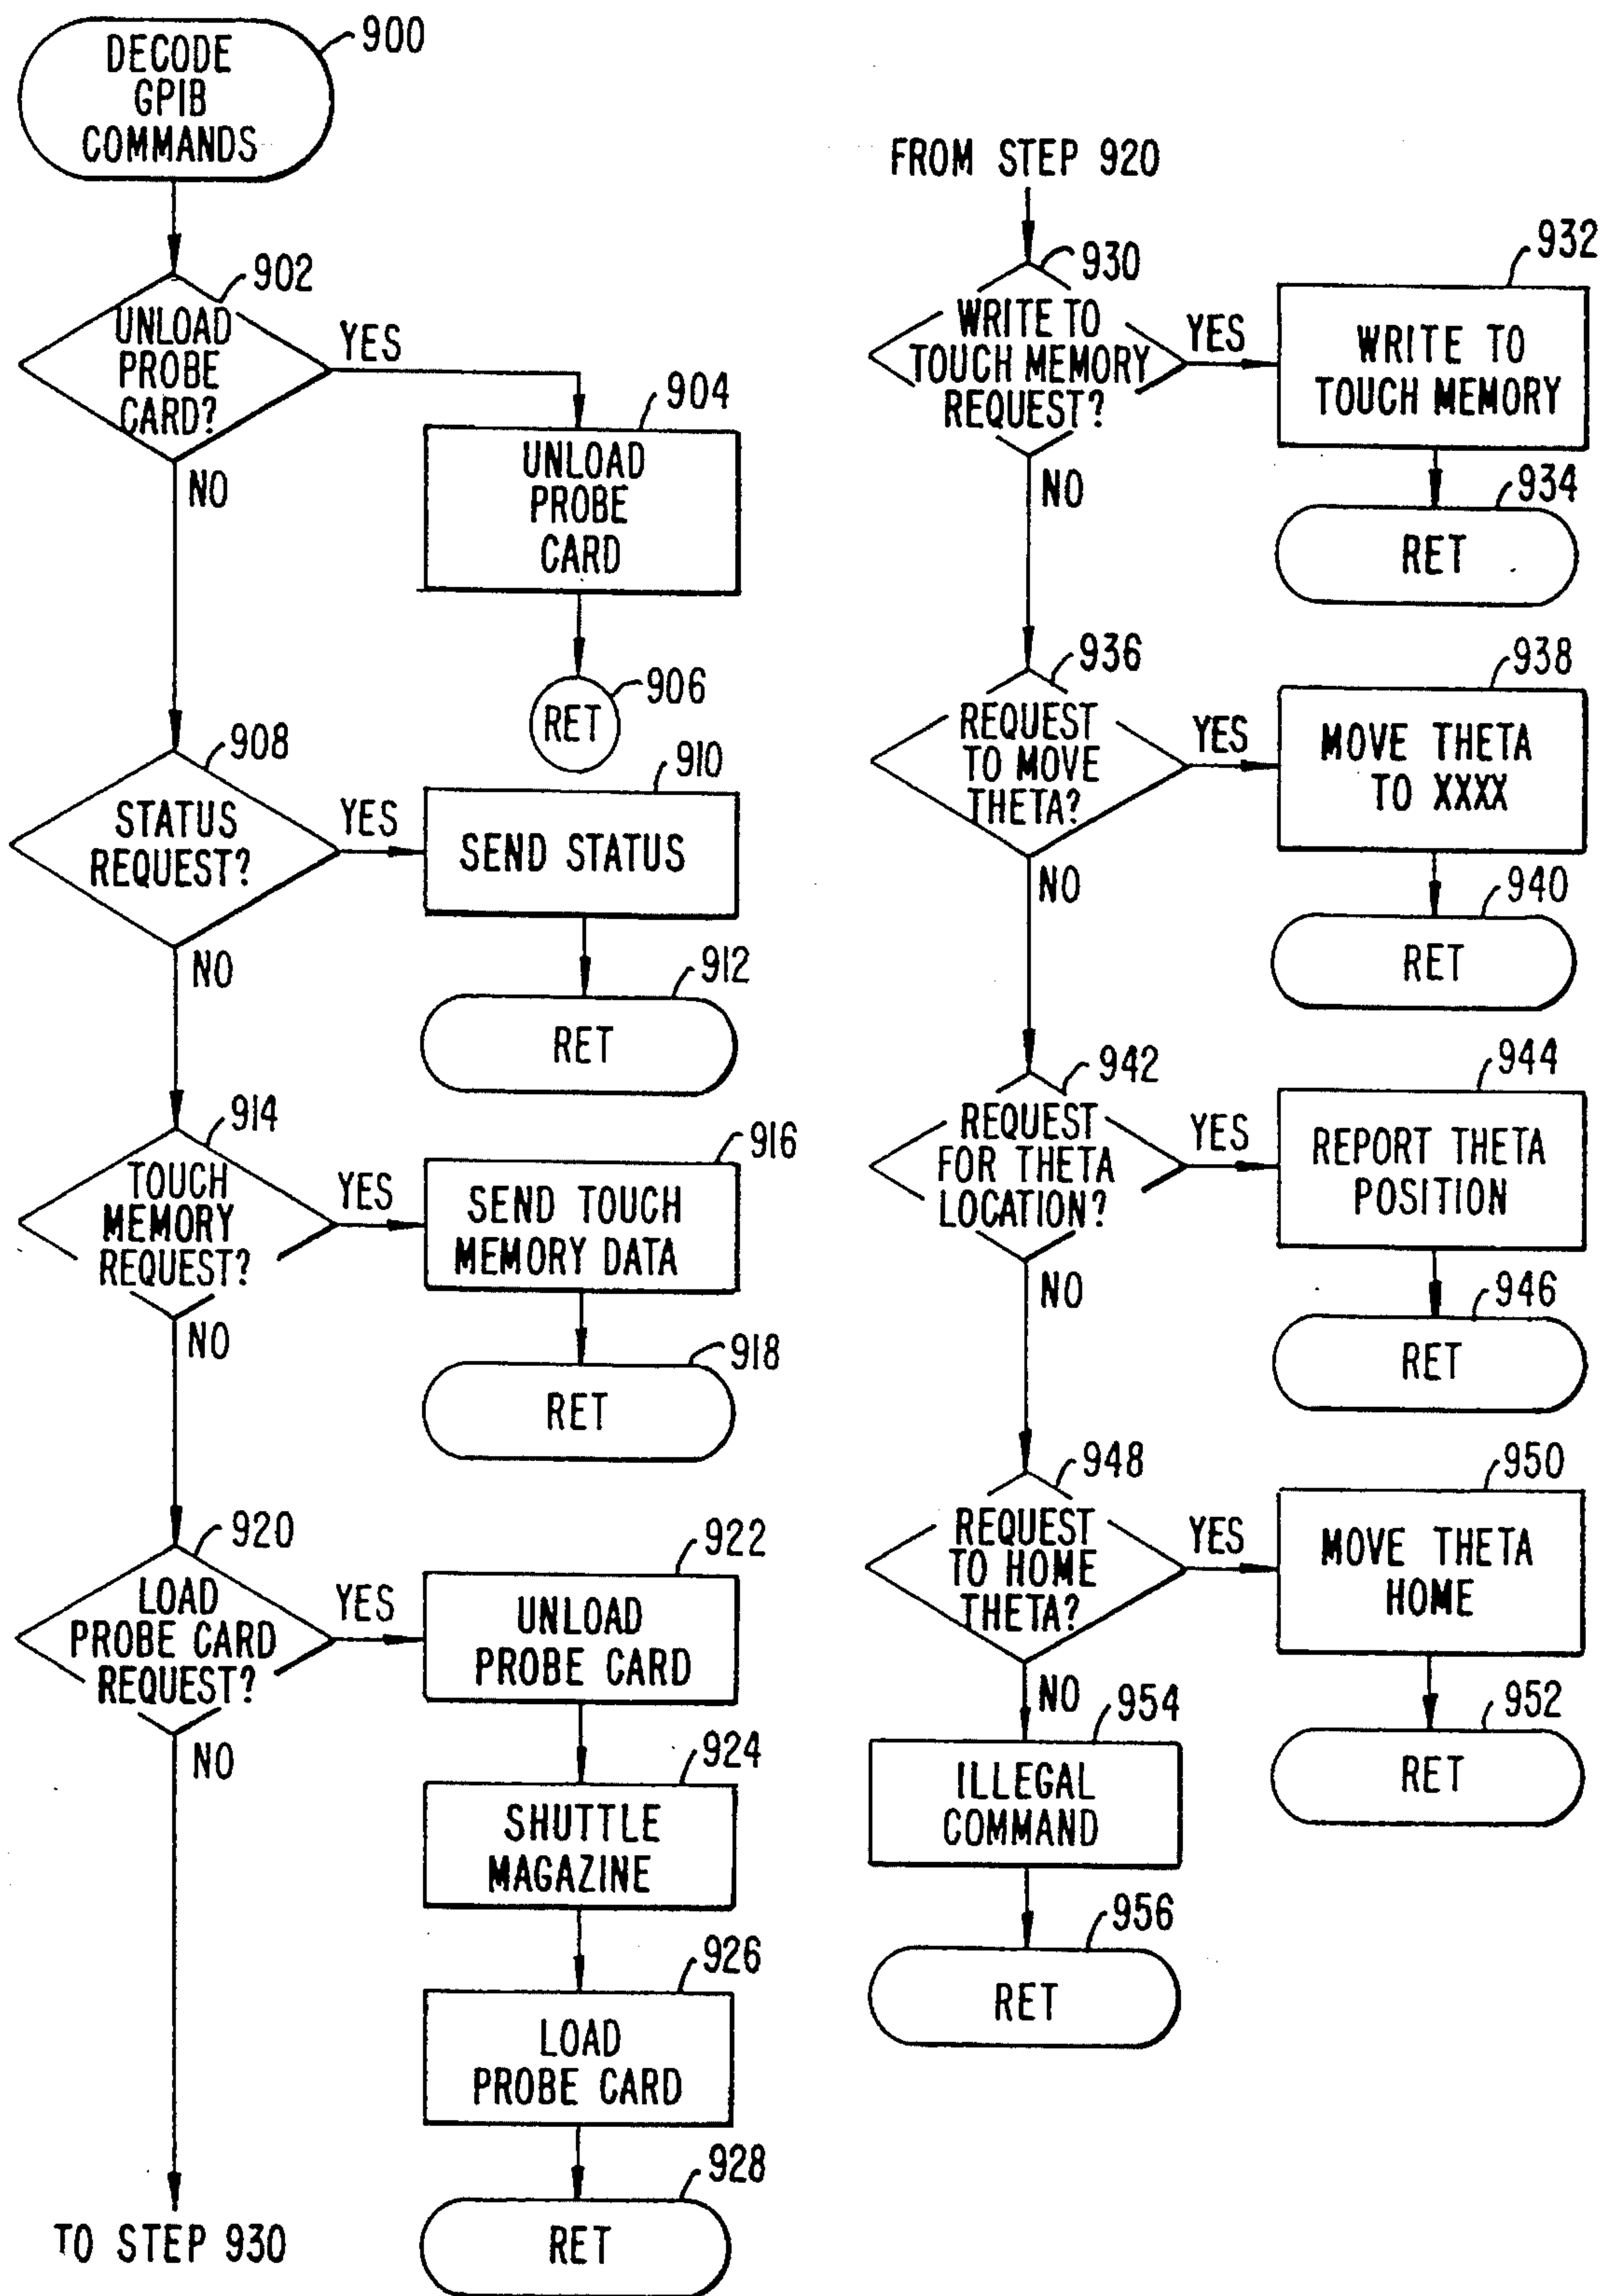 900
DECODE
GPIB
COMMANDS
902
UNLOAD
PROBE
CARD?
YES
NO
904
UNLOAD
PROBE
CARD
906
RET
908
STATUS
REQUEST?
YES
NO
910
SEND STATUS
912
RET
914
TOUCH
MEMORY
REQUEST?
YES
NO
916
SEND TOUCH
MEMORY DATA
918
RET
920
LOAD
PROBE CARD
REQUEST?
YES
NO
922
UNLOAD
PROBE CARD
924
SHUTTLE
MAGAZINE
926
LOAD
PROBE CARD
928
RET
TO STEP 930
FROM STEP 920
930
WRITE TO
TOUCH MEMORY
REQUEST?
YES
NO
932
WRITE TO
TOUCH MEMORY
934
RET
936
REQUEST
TO MOVE
THETA?
YES
NO
938
MOVE THETA
TO XXXX
940
RET
942
REQUEST
FOR THETA
LOCATION?
YES
NO
944
REPORT THETA
POSITION
946
RET
948
REQUEST
TO HOME
THETA?
YES
NO
950
MOVE THETA
HOME
952
RET
954
ILLEGAL
COMMAND
956
RET